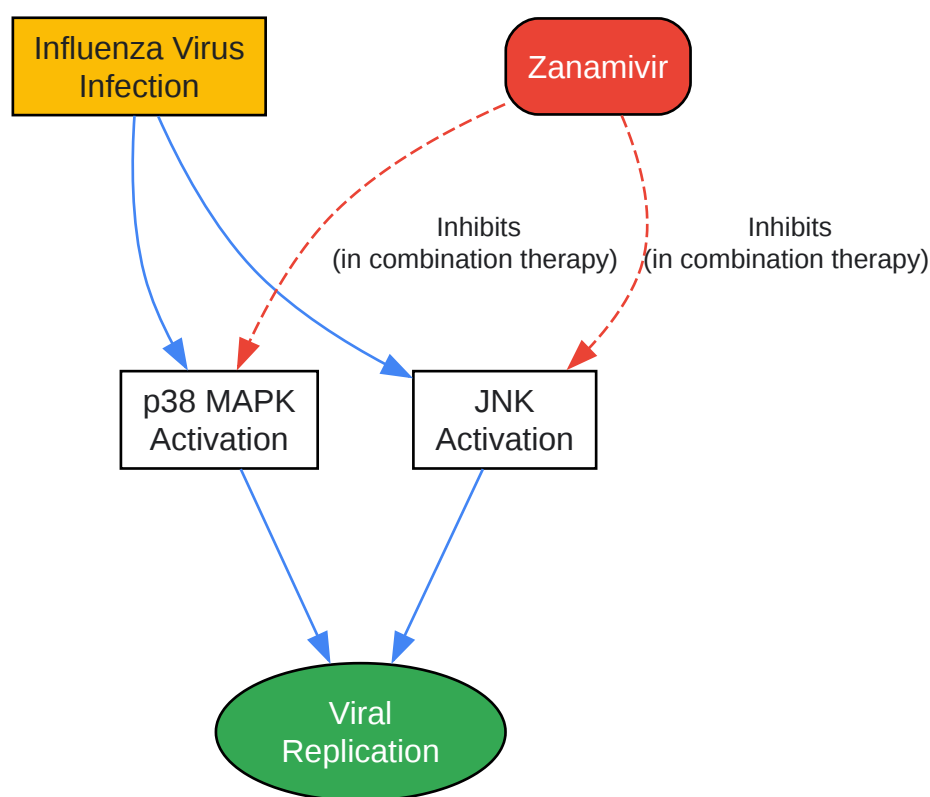 Influenza Virus
Infection
Zanamivir
Inhibits
(in combination therapy)
Inhibits
(in combination therapy)
p38 MAPK
Activation
JNK
Activation
Viral
Replication